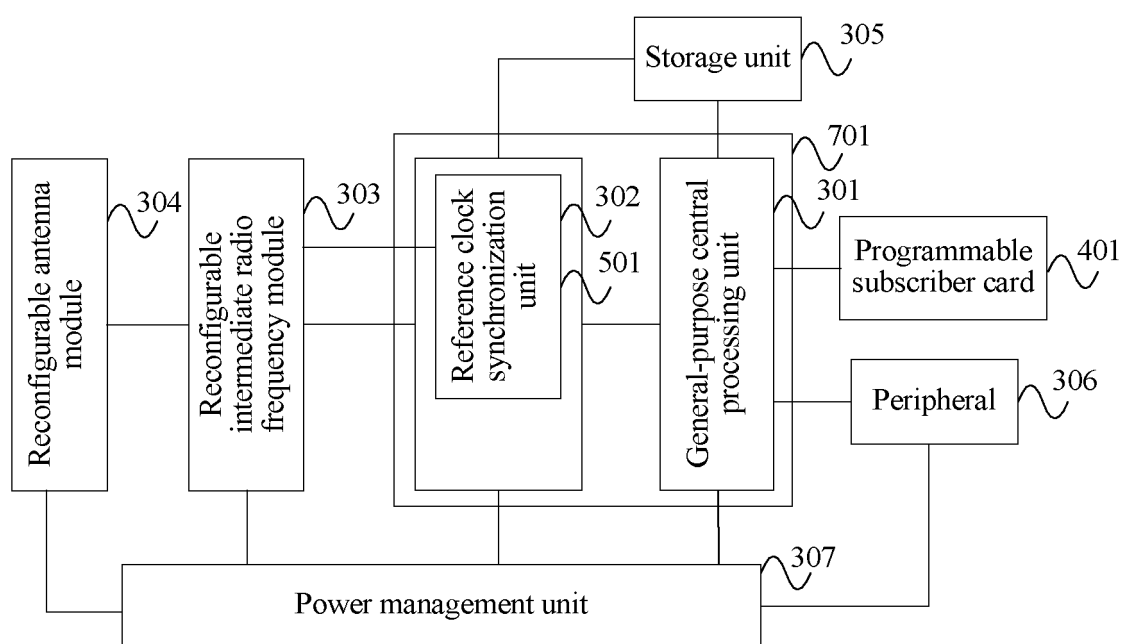 Storage unit
305
701
Reconfigurable antenna
module
304
Reconfigurable
intermediate radio
frequency module
303
Reference clock
synchronization
unit
302
501
General-purpose central
processing unit
301
Programmable
subscriber card
401
Peripheral
306
Power management unit
307